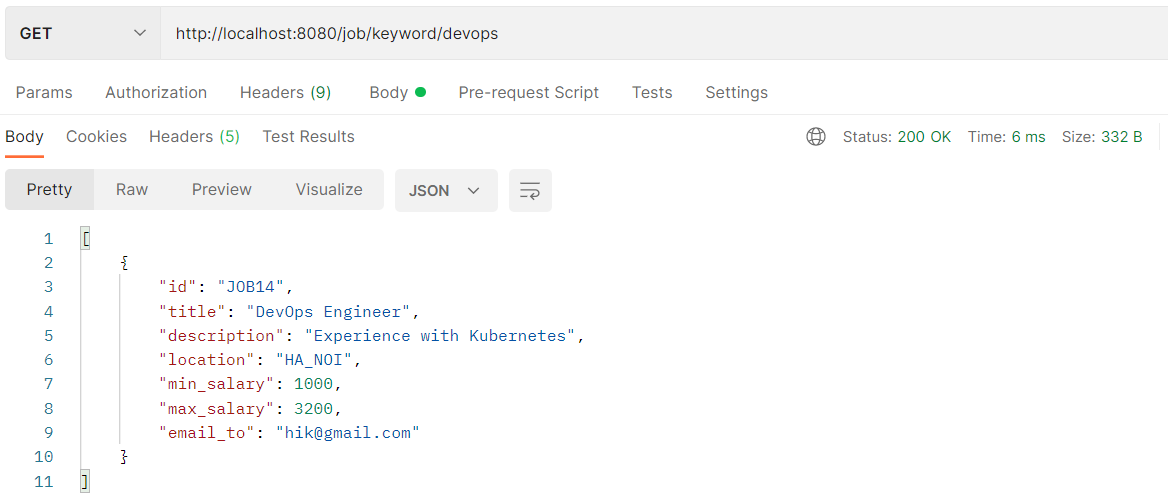 GET http://localhost:8080/job/keyword/devops
Params Authorization Headers (9) Body Pre-request Script Tests Settings
Body Cookies Headers (5) Test Results Status: 200 OK Time: 6 ms Size: 332 B
Pretty Raw Preview Visualize JSON
1 [
2 {
3 "id": "JOB14",
4 "title": "DevOps Engineer",
5 "description": "Experience with Kubernetes",
6 "location": "HA_NOI",
7 "min_salary": 1000,
8 "max_salary": 3200,
9 "email_to": "hik@gmail.com"
10 }
11 ]